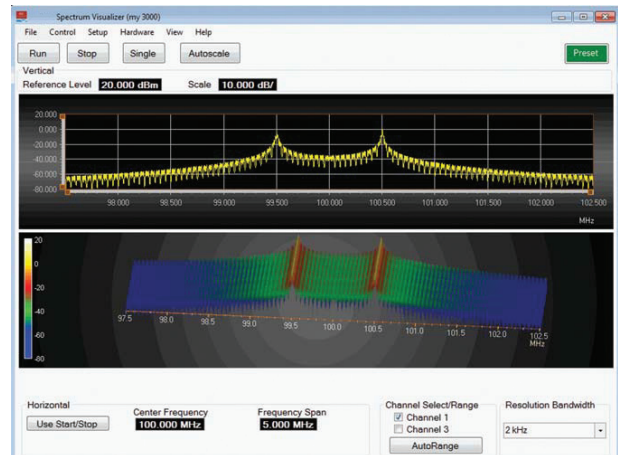 Spectrum Visualizer (my 3000)
File Control Setup Hardware View Help
Run Stop Single Autoscale Preset
Vertical
Reference Level 20.000 dBm Scale 10.000 dB/
20.000
0.000
-20.000
-40.000
-60.000
-80.000
98.000 98.500 99.000 99.500 100.000 100.500 101.000 101.500 102.000 102.500
MHz
20
0
-20
-40
-60
-80
97.5 98.0 98.5 99.0 99.5 100.0 100.5 101.0 101.5 102.0 102.5
MHz
Horizontal
Use Start/Stop
Center Frequency
100.000 MHz
Frequency Span
5.000 MHz
Channel Select/Range
Channel 1
Channel 3
AutoRange
Resolution Bandwidth
2 kHz